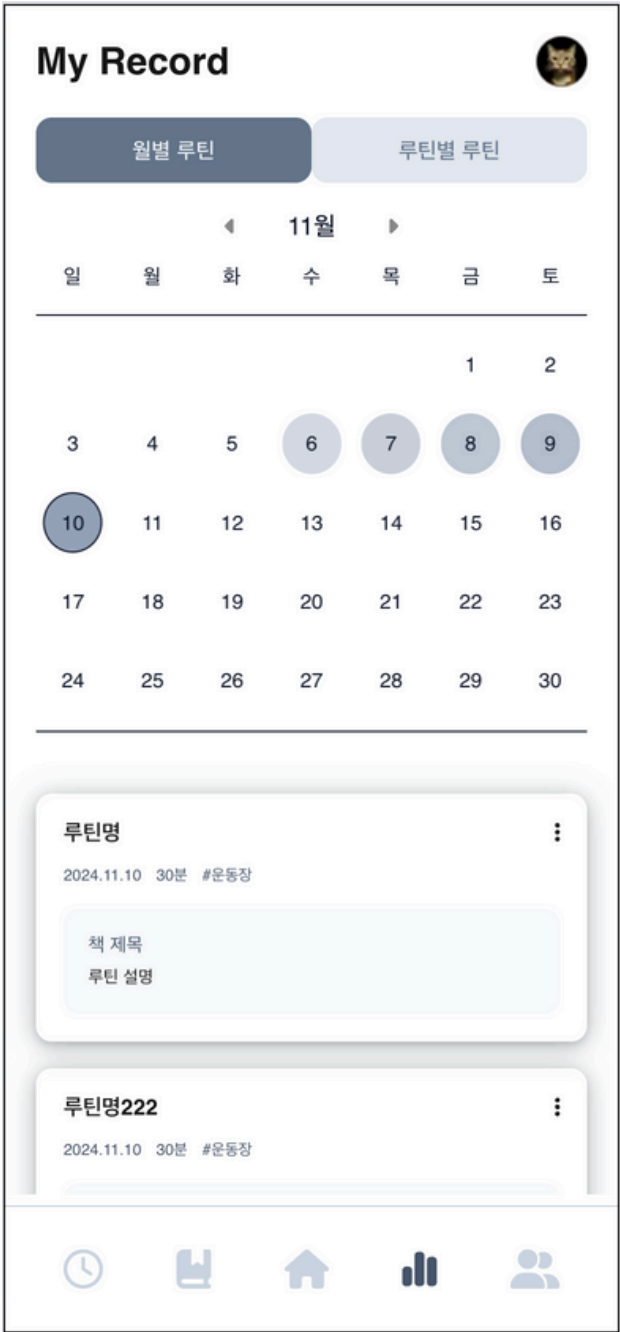 My Record
월별 루틴 루틴별 루틴
11월
일 월 화 수 목 금 토
1 2
3 4 5 6 7 8 9
10 11 12 13 14 15 16
17 18 19 20 21 22 23
24 25 26 27 28 29 30
루틴명
2024.11.10 30분 #운동장
책 제목
루틴 설명
루틴명222
2024.11.10 30분 #운동장